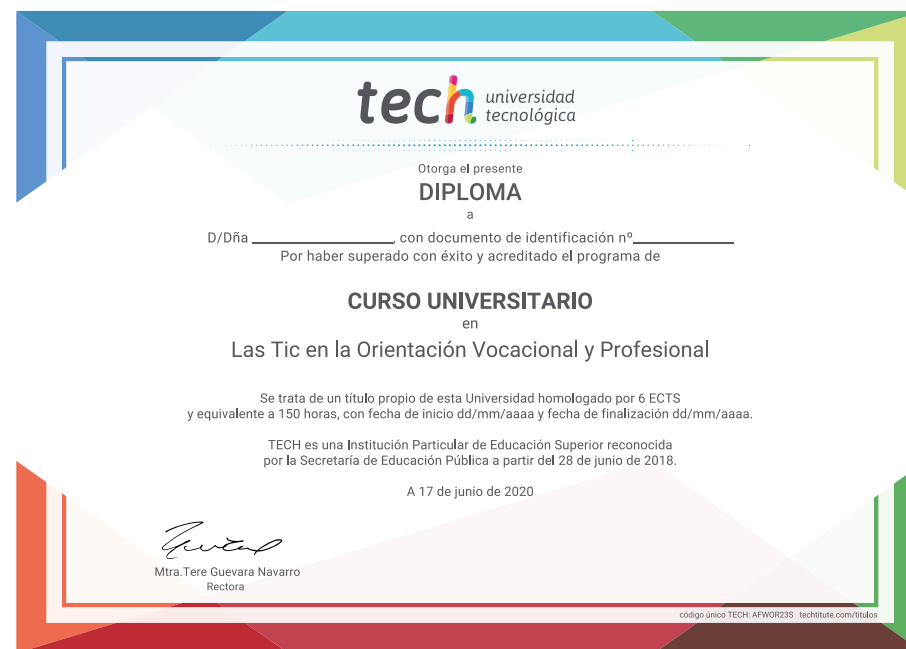 tech universidad
tecnológica
Otorga el presente
DIPLOMA
a
D/Dña ____________________, con documento de identificación nº______________
Por haber superado con éxito y acreditado el programa de
CURSO UNIVERSITARIO
en
Las Tic en la Orientación Vocacional y Profesional
Se trata de un título propio de esta Universidad homologado por 6 ECTS
y equivalente a 150 horas, con fecha de inicio dd/mm/aaaa y fecha de finalización dd/mm/aaaa.
TECH es una Institución Particular de Educación Superior reconocida
por la Secretaría de Educación Pública a partir del 28 de junio de 2018.
A 17 de junio de 2020
Mtra.Tere Guevara Navarro
Rectora
código único TECH: AFWOR23S techtitute.com/titulos